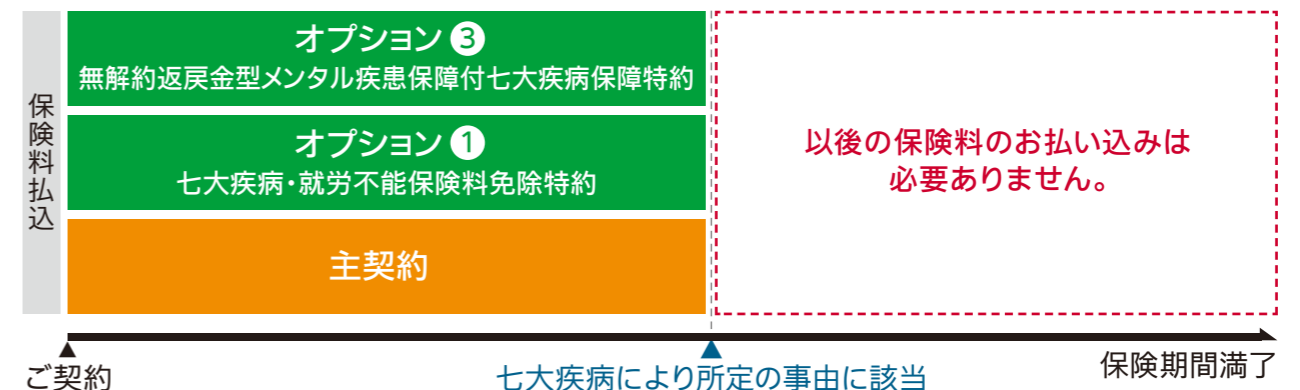 保険料払込
オプション❸
無解約返戻金型メンタル疾患保障付七大疾病保障特約
オプション❶
七大疾病・就労不能保険料免除特約
主契約
以後の保険料のお払い込みは
必要ありません。
▲
ご契約
▲
七大疾病により所定の事由に該当
保険期間満了